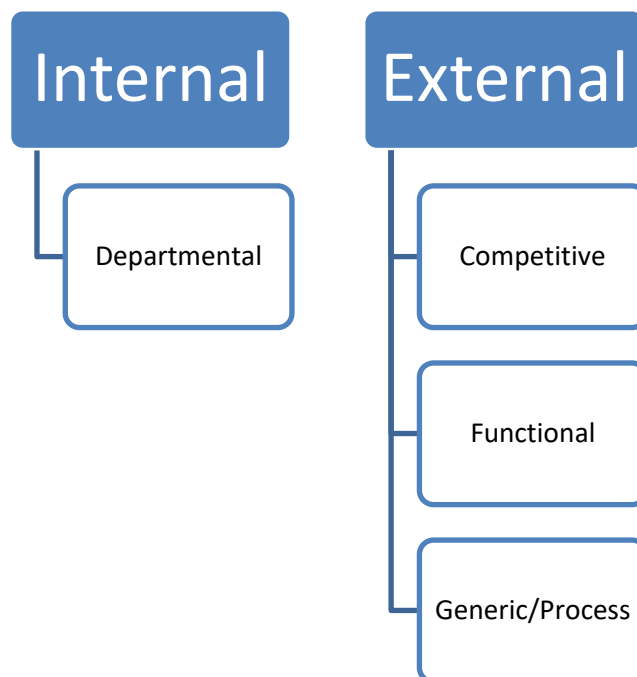 Internal
Departmental
External
Competitive
Functional
Generic/Process